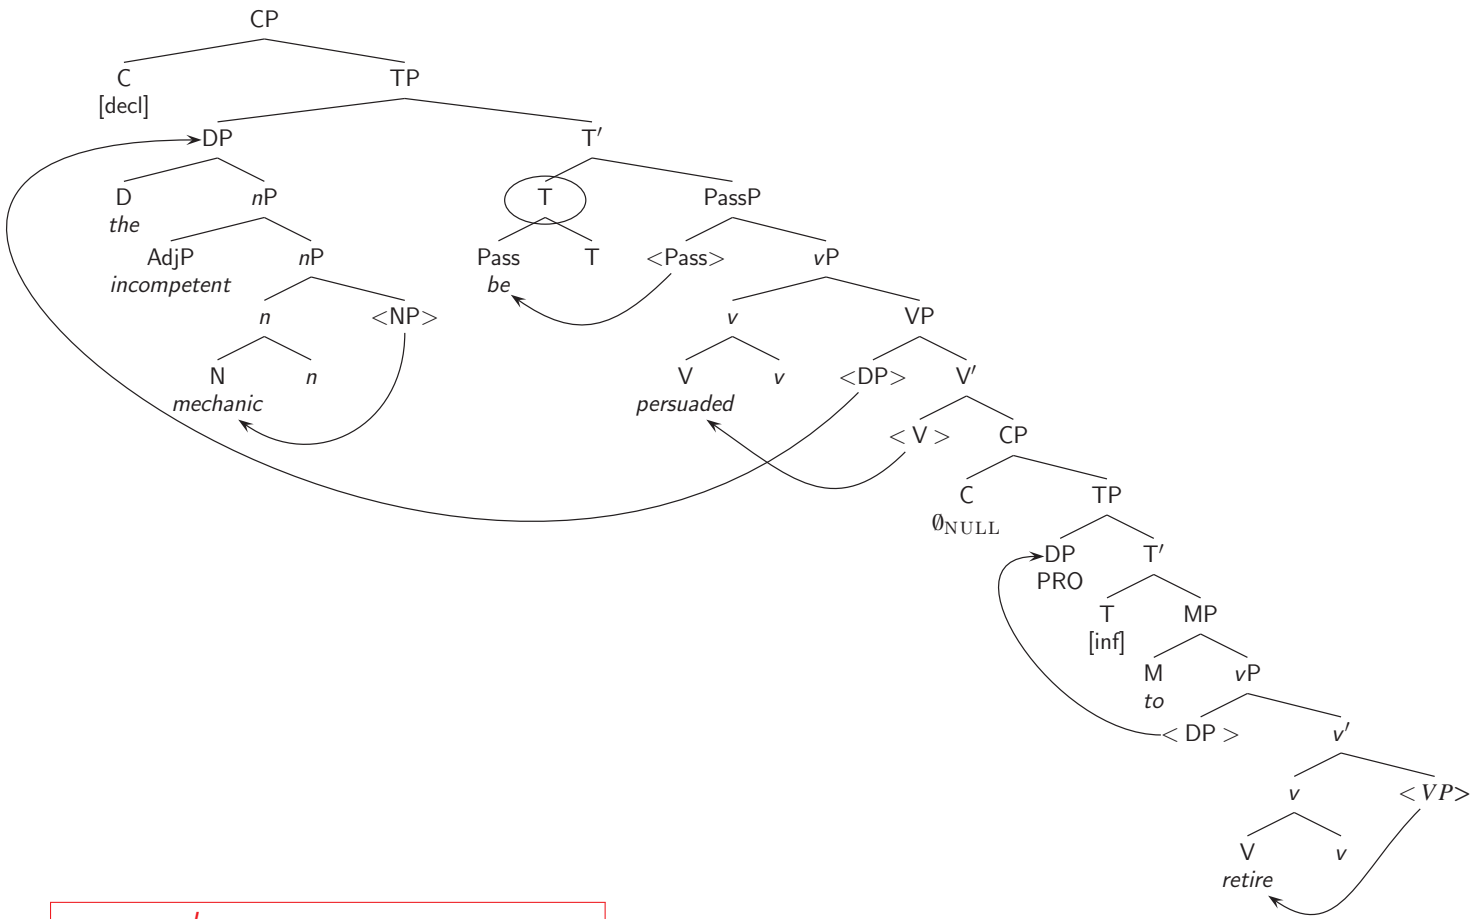 CP
C TP
[decl]
DP T′
D nP T PassP
the
AdjP nP Pass T <Pass> vP
incompetent be
n <NP> v VP
N n V v <DP> V′
mechanic persuaded
< V > CP
C TP
∅NULL
DP T′
PRO
T MP
[inf]
M vP
to
< DP > v′
v < VP>
V v
retire